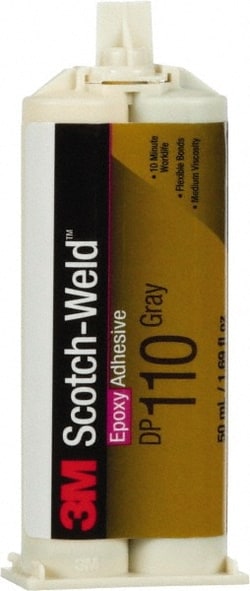 3M Scotch-Weld™
Epoxy Adhesive
DP110 Gray
• 10 Minute
Worklife
• Flexible Bonds
• Medium Viscosity
50 mL / 1.69 fl oz
3M